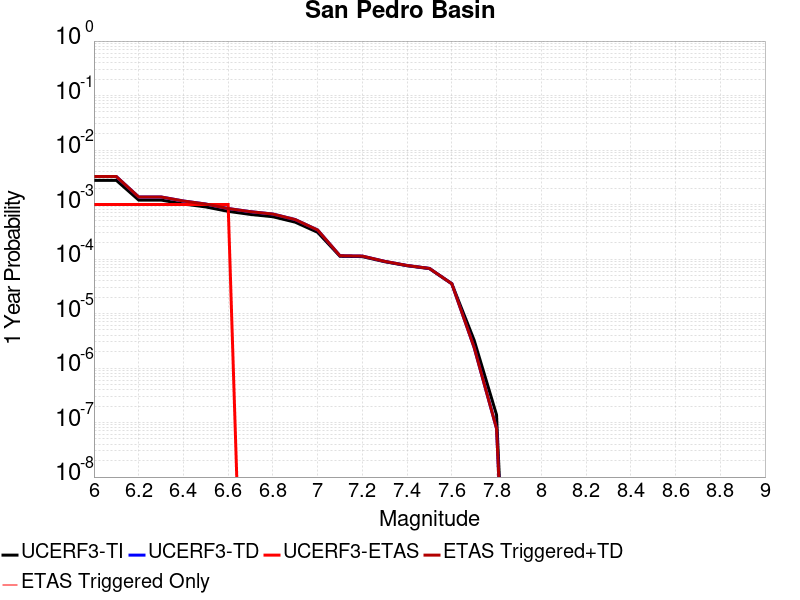 San Pedro Basin
10^0
10^-1
10^-2
10^-3
10^-4
10^-5
10^-6
10^-7
10^-8
1 Year Probability
6 6.2 6.4 6.6 6.8 7 7.2 7.4 7.6 7.8 8 8.2 8.4 8.6 8.8 9
Magnitude
UCERF3-TI UCERF3-TD UCERF3-ETAS ETAS Triggered+TD
ETAS Triggered Only